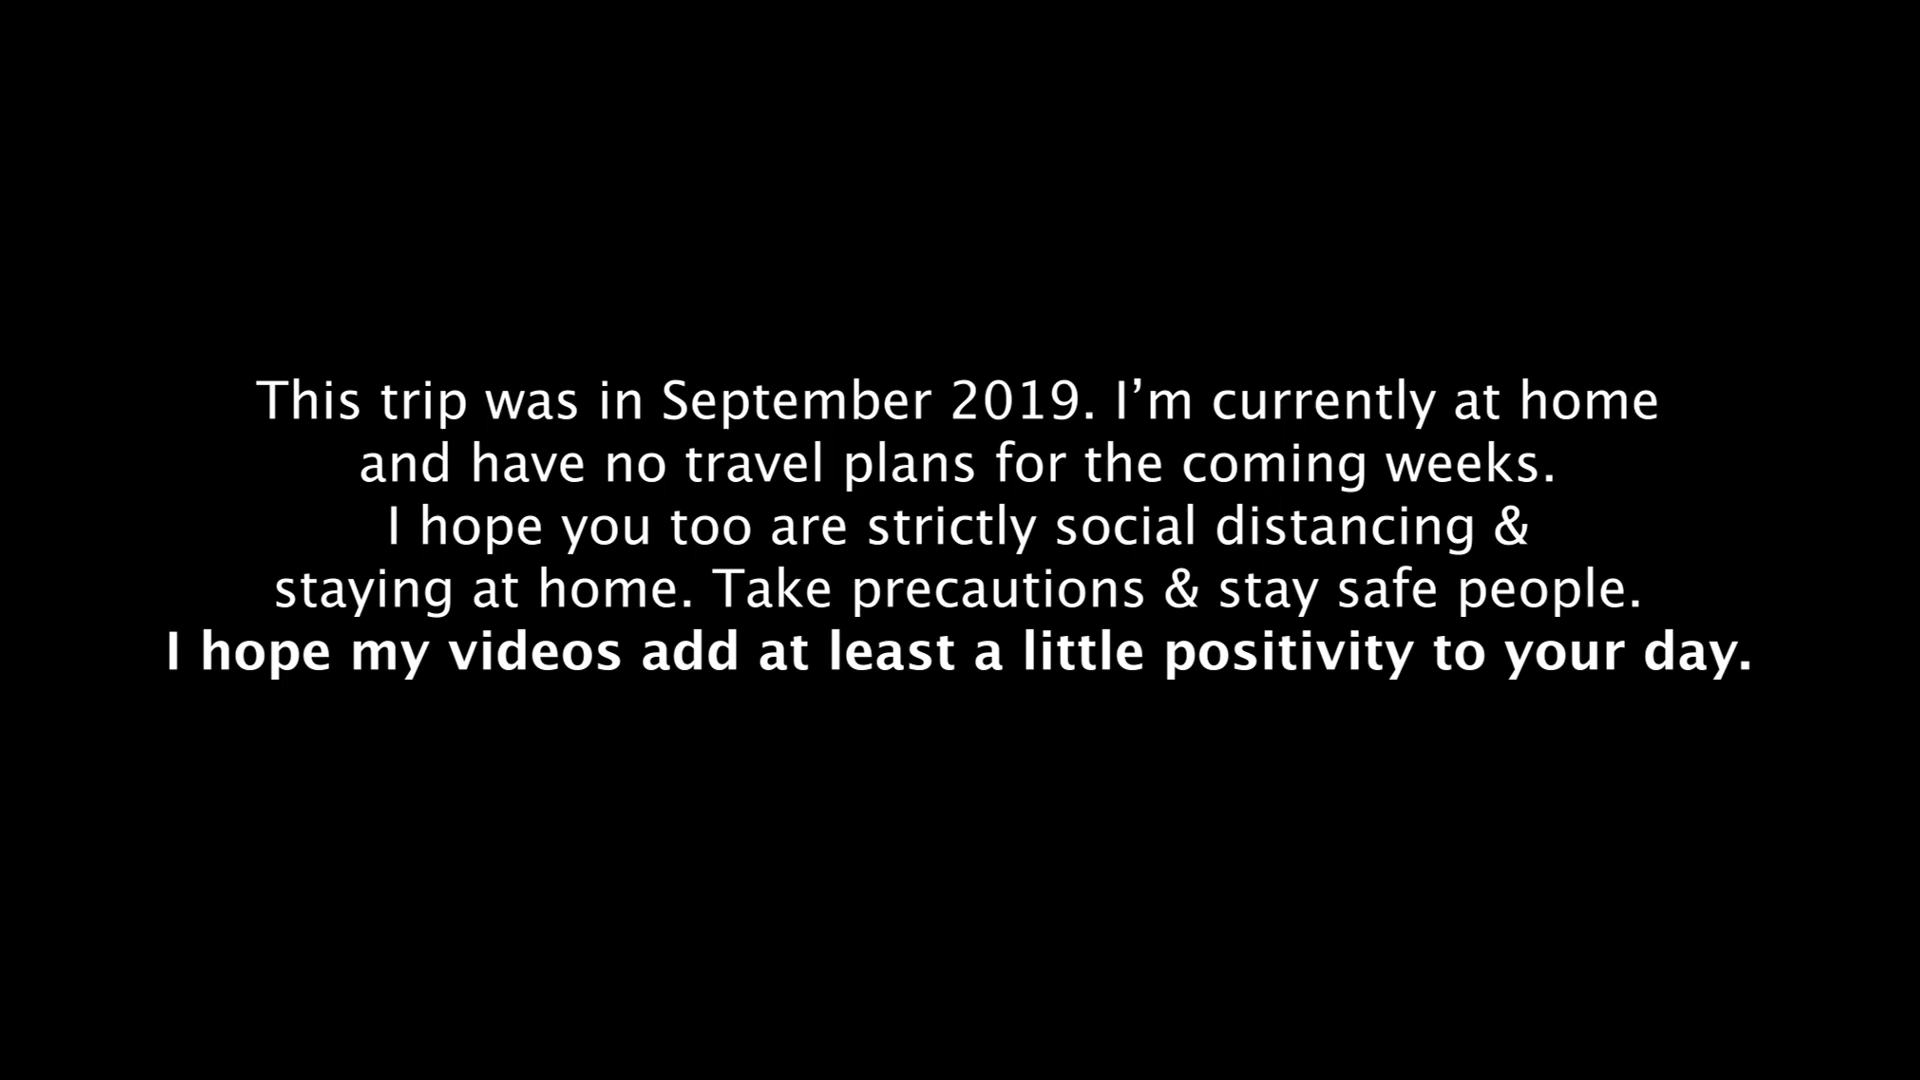 This trip was in September 2019. I’m currently at home
and have no travel plans for the coming weeks.
I hope you too are strictly social distancing &
staying at home. Take precautions & stay safe people.
I hope my videos add at least a little positivity to your day.